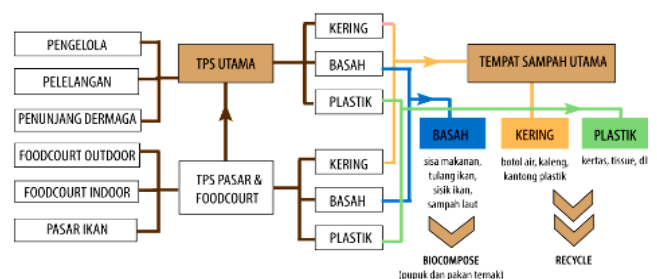 PENGELOLA
PELELANGAN
PENUNJANG DERMAGA
FOODCOURT OUTDOOR
FOODCOURT INDOOR
PASAR IKAN
TPS UTAMA
TPS PASAR &
FOODCOURT
KERING
BASAH
PLASTIK
KERING
BASAH
PLASTIK
TEMPAT SAMPAH UTAMA
BASAH
sisa makanan,
tulang ikan,
sisik ikan,
sampah laut
BIOCOMPOSE
(pupuk dan pakan ternak)
KERING
botol air, kaleng,
kantong plastik
RECYCLE
PLASTIK
kertas, tissue, dl